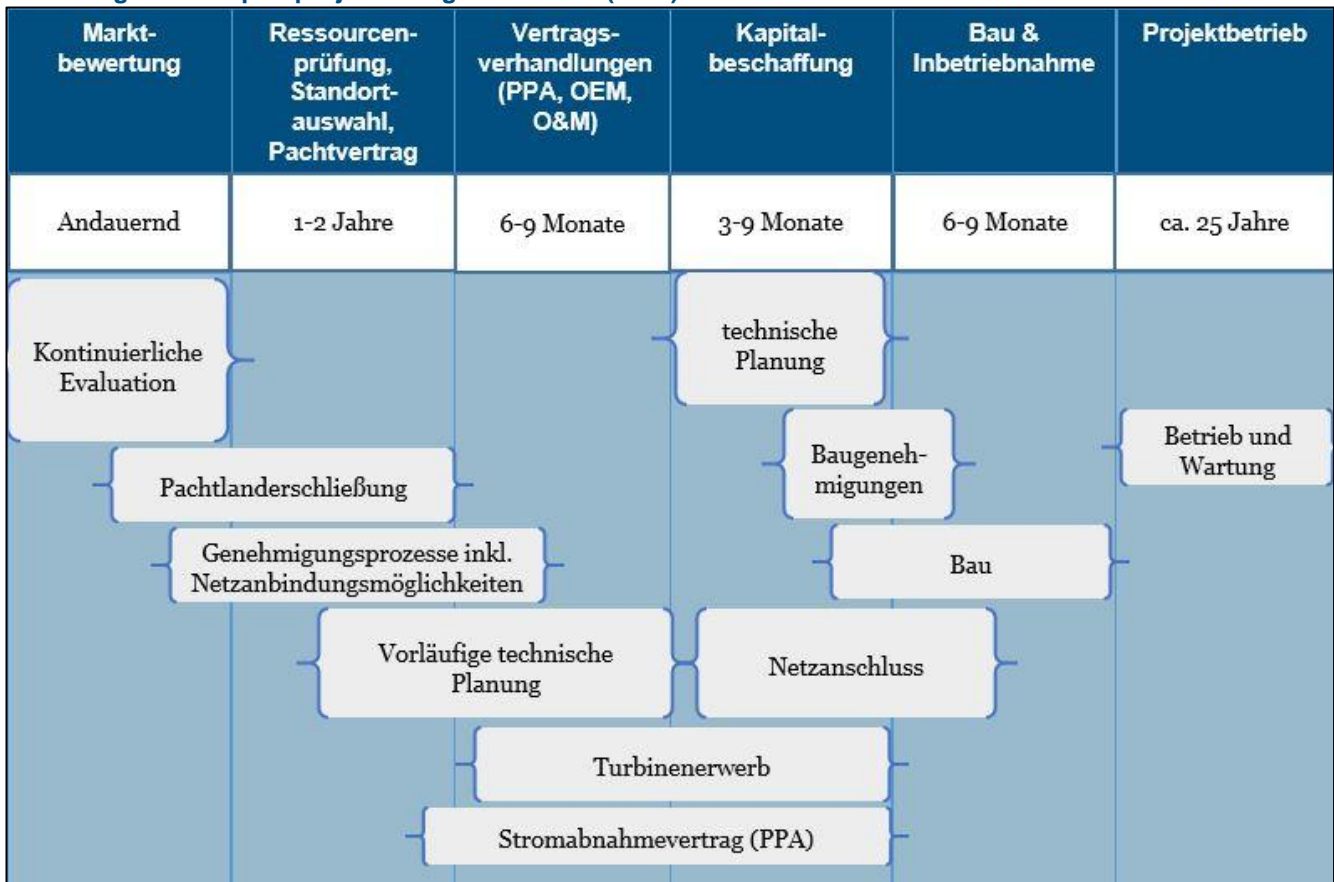 Markt-
bewertung
Ressourcen-
prüfung,
Standort-
auswahl,
Pachtvertrag
Vertrags-
verhandlungen
(PPA, OEM,
O&M)
Kapital-
beschaffung
Bau &
Inbetriebnahme
Projektbetrieb
Andauernd
1-2 Jahre
6-9 Monate
3-9 Monate
6-9 Monate
ca. 25 Jahre
Kontinuierliche
Evaluation
technische
Planung
Pachtlanderschließung
Baugeneh-
migungen
Betrieb und
Wartung
Genehmigungsprozesse inkl.
Netzanbindungsmöglichkeiten
Bau
Vorläufige technische
Planung
Netzanschluss
Turbinenerwerb
Stromabnahmevertrag (PPA)